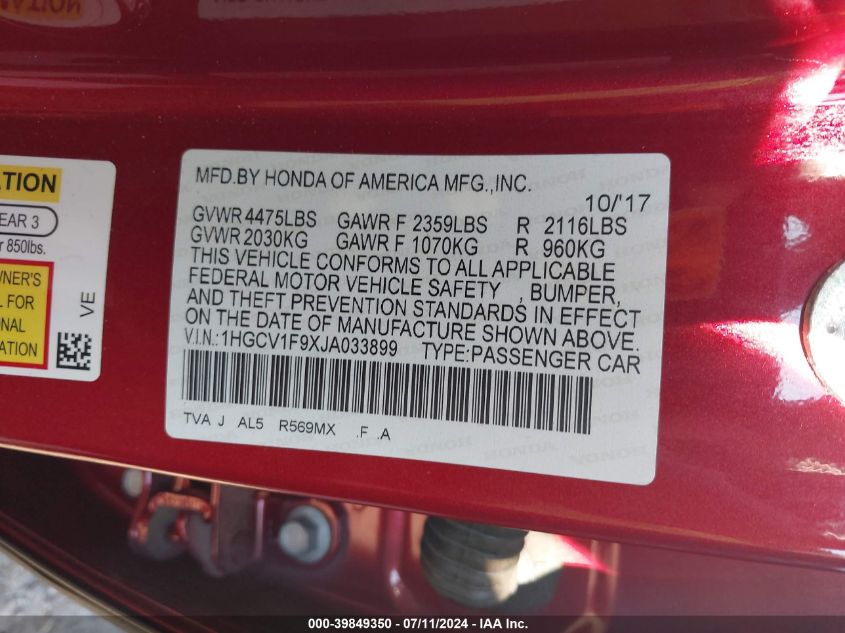 ATION
EAR 3
r 850lbs.
WNER'S
L FOR
ONAL
ATION
VE
MFD.BY HONDA OF AMERICA MFG.,INC.
10/'17
GVWR 4475LBS GAWR F 2359LBS R 2116LBS
GVWR 2030KG GAWR F 1070KG R 960KG
THIS VEHICLE CONFORMS TO ALL APPLICABLE
FEDERAL MOTOR VEHICLE SAFETY , BUMPER,
AND THEFT PREVENTION STANDARDS IN EFFECT
ON THE DATE OF MANUFACTURE SHOWN ABOVE.
V.I.N.:1HGCV1F9XJA033899 TYPE:PASSENGER CAR
TVA J AL5 R569MX .F .A
000-39849350 - 07/11/2024 - IAA Inc.